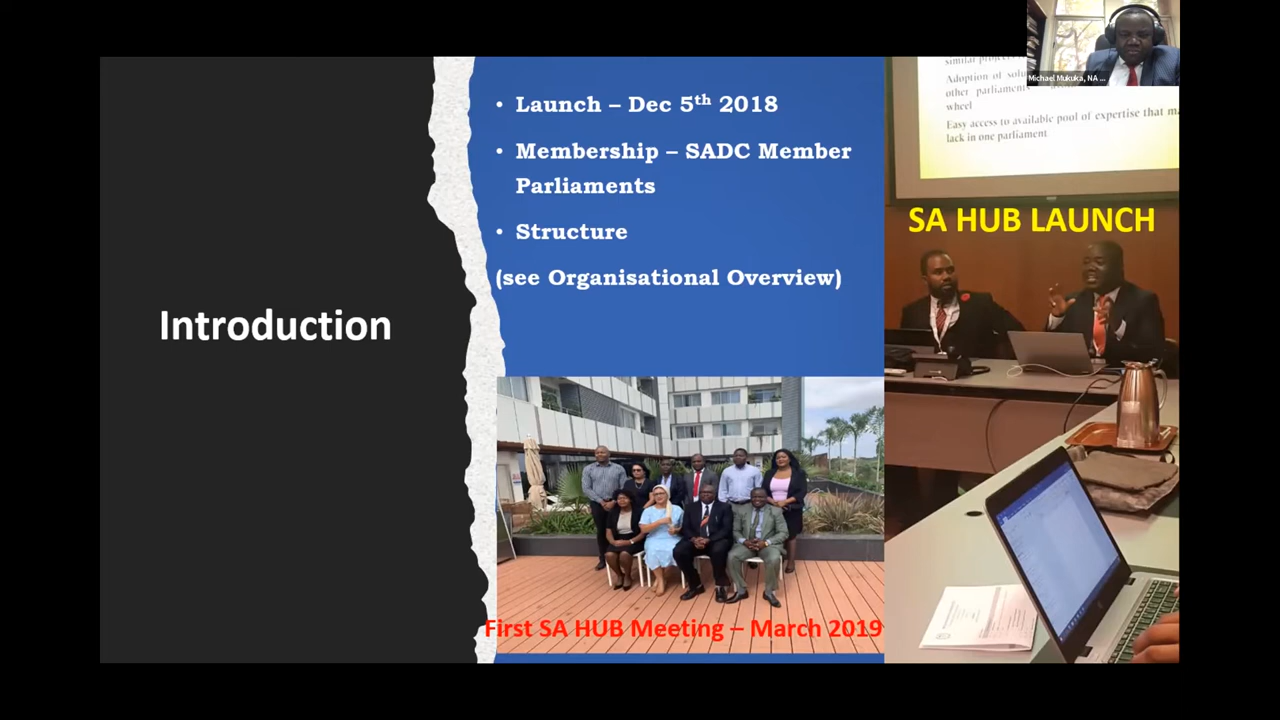 Introduction
• Launch – Dec 5th 2018
• Membership – SADC Member
Parliaments
• Structure
(see Organisational Overview)
First SA HUB Meeting – March 2019
Michael Mukuka, NA ...
similar
Adoption of
other parliaments
wheel
Easy access to available pool of expertise that
lack in one parliament
SA HUB LAUNCH